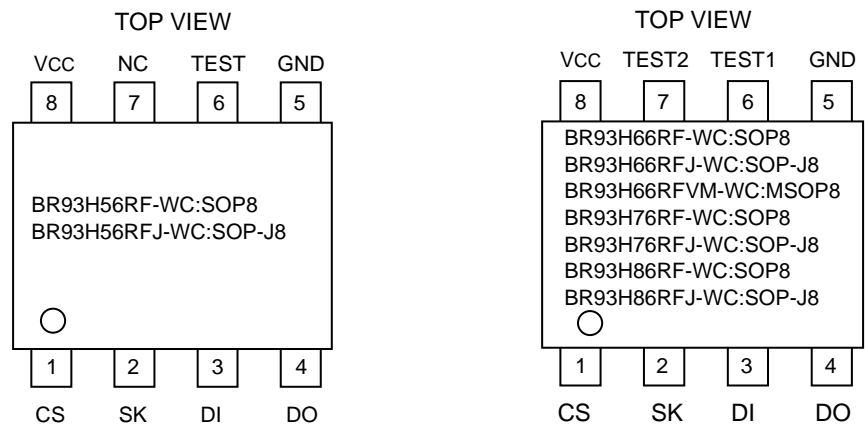 TOP VIEW
VCC NC TEST GND
8 7 6 5
BR93H56RF-WC:SOP8
BR93H56RFJ-WC:SOP-J8
1 2 3 4
CS SK DI DO
TOP VIEW
VCC TEST2 TEST1 GND
8 7 6 5
BR93H66RF-WC:SOP8
BR93H66RFJ-WC:SOP-J8
BR93H66RFVM-WC:MSOP8
BR93H76RF-WC:SOP8
BR93H76RFJ-WC:SOP-J8
BR93H86RF-WC:SOP8
BR93H86RFJ-WC:SOP-J8
1 2 3 4
CS SK DI DO